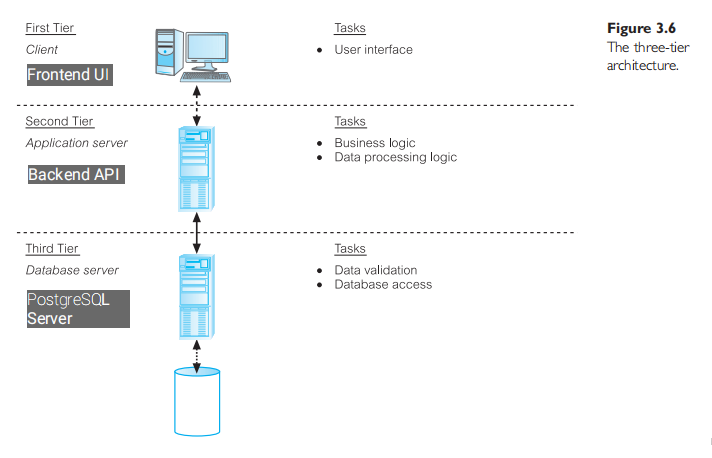 First Tier
Client
Frontend UI
Tasks
• User interface
Figure 3.6
The three-tier
architecture.
Second Tier
Application server
Backend API
Tasks
• Business logic
• Data processing logic
Third Tier
Database server
PostgreSQL
Server
Tasks
• Data validation
• Database access